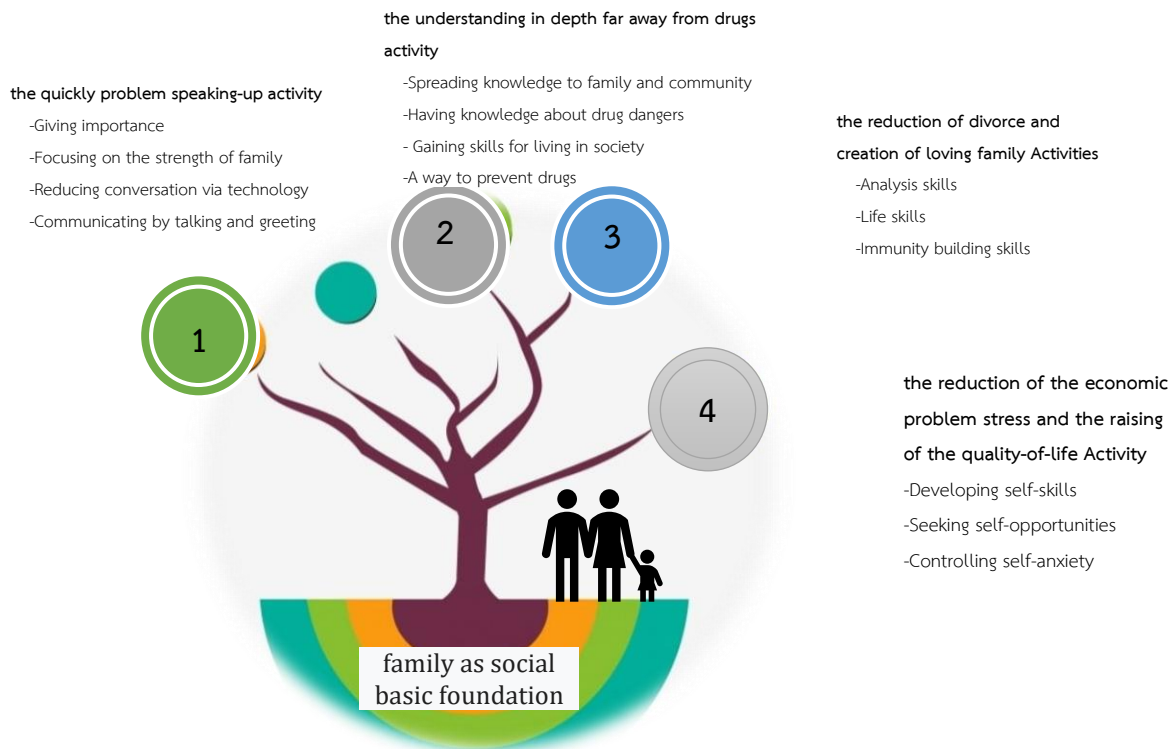 the quickly problem speaking-up activity
-Giving importance
-Focusing on the strength of family
-Reducing conversation via technology
-Communicating by talking and greeting
1
the understanding in depth far away from drugs
activity
-Spreading knowledge to family and community
-Having knowledge about drug dangers
- Gaining skills for living in society
-A way to prevent drugs
2
3
the reduction of divorce and
creation of loving family Activities
-Analysis skills
-Life skills
-Immunity building skills
4
the reduction of the economic
problem stress and the raising
of the quality-of-life Activity
-Developing self-skills
-Seeking self-opportunities
-Controlling self-anxiety
family as social
basic foundation